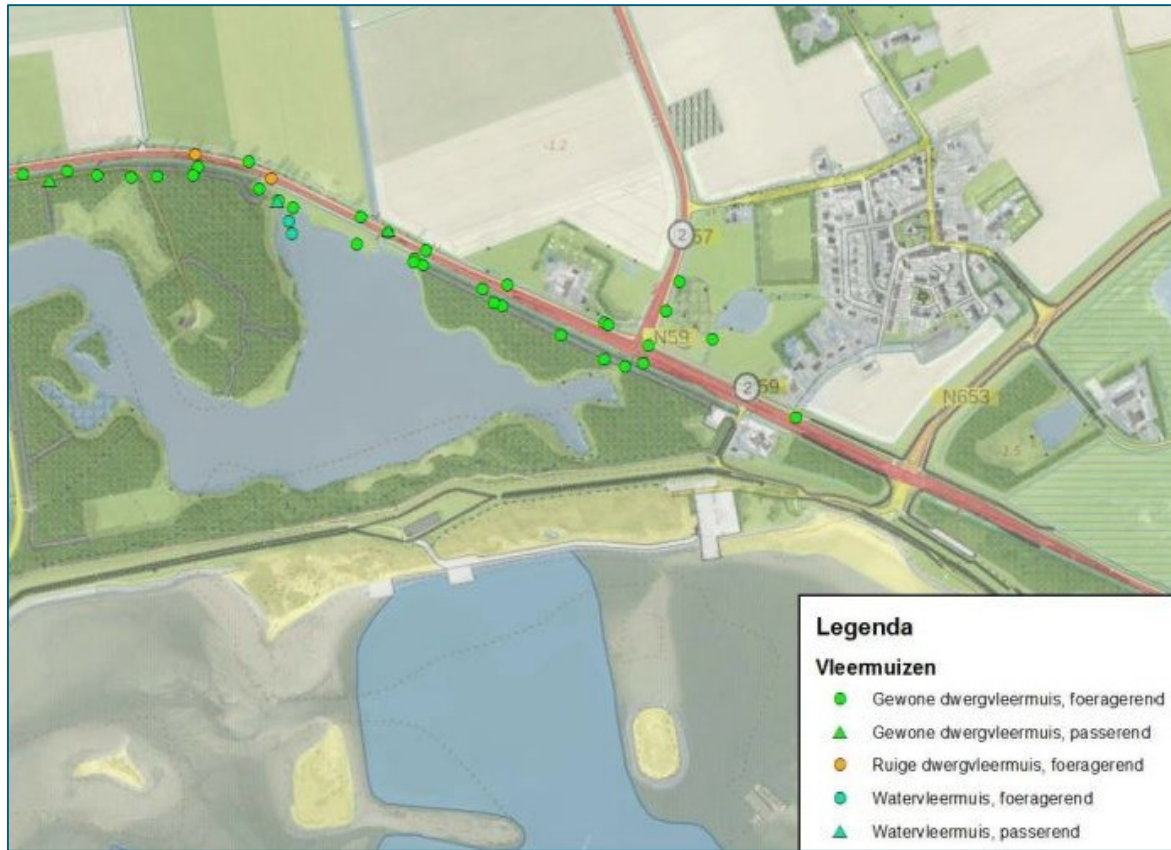 -1.2
2
57
N59
2
59
N653
-1.5
Legenda
Vleermuizen
Gewone dwergvleermuis, foeragerend
Gewone dwergvleermuis, passerend
Ruige dwergvleermuis, foeragerend
Watervleermuis, foeragerend
Watervleermuis, passerend